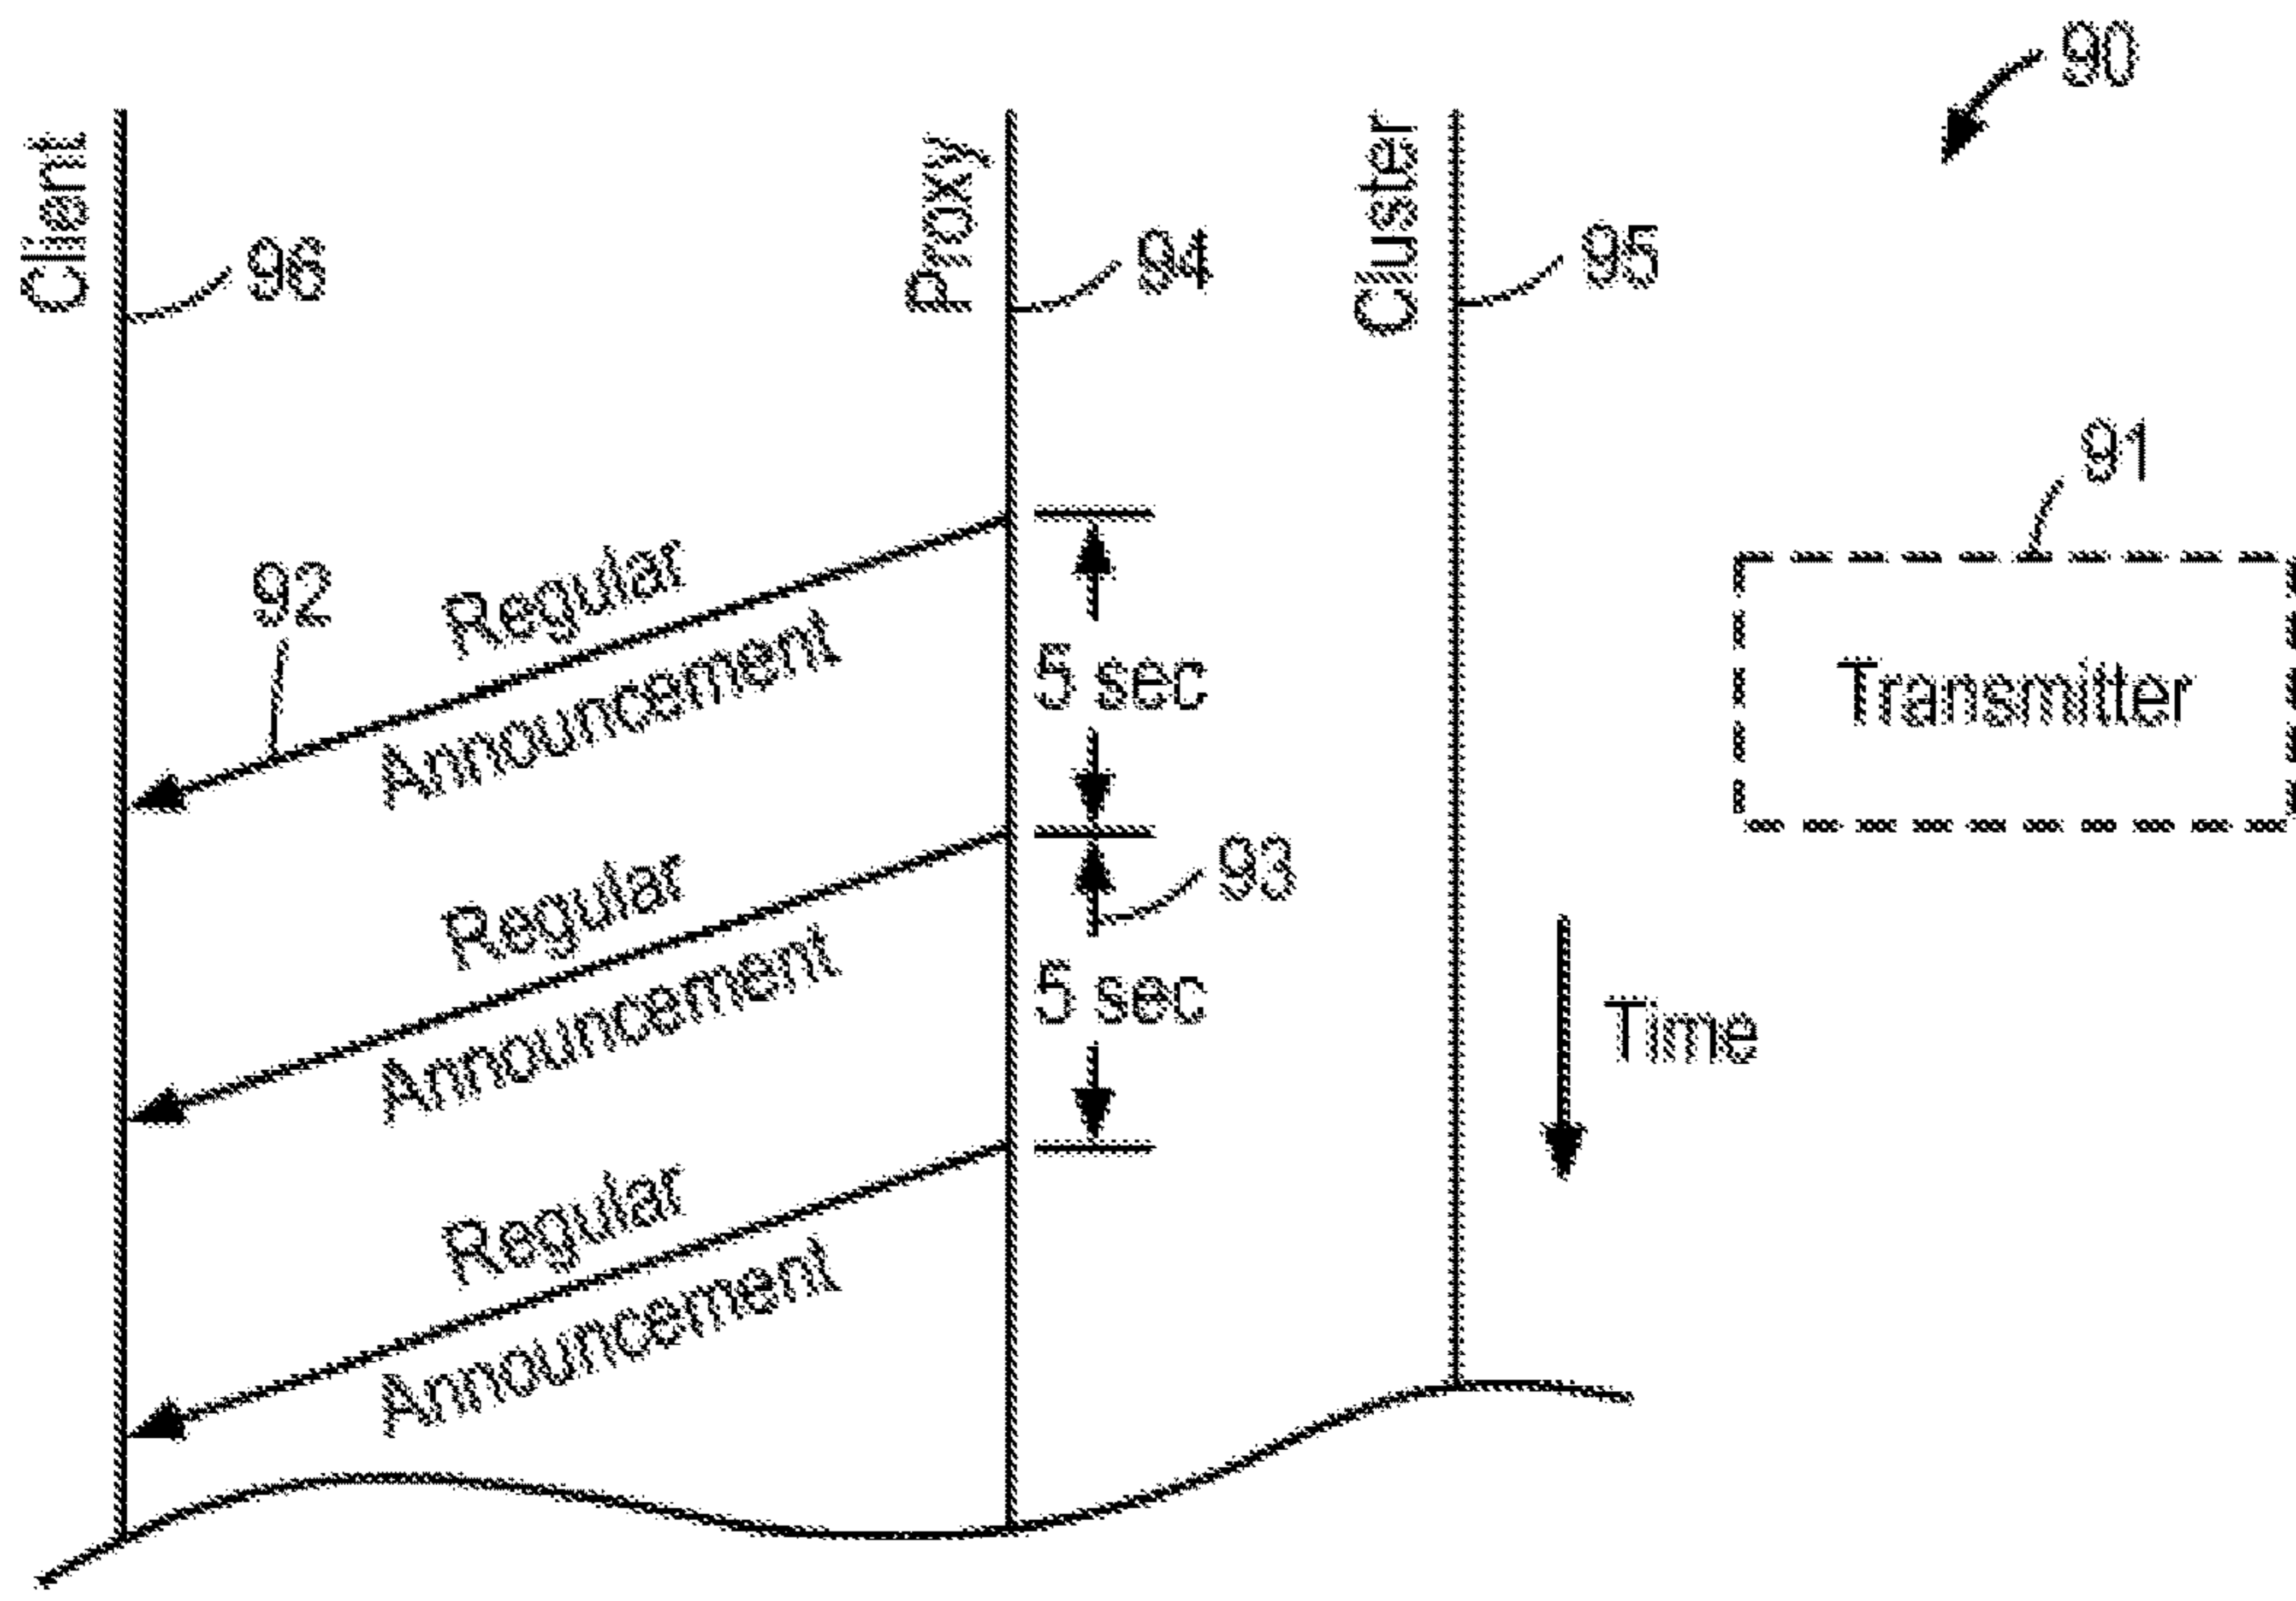 90
Client
Proxy
Cluster
96
94
95
91
Transmitter
92
Regular
Announcement
5 sec
93
Regular
Announcement
5 sec
Time
Regular
Announcement